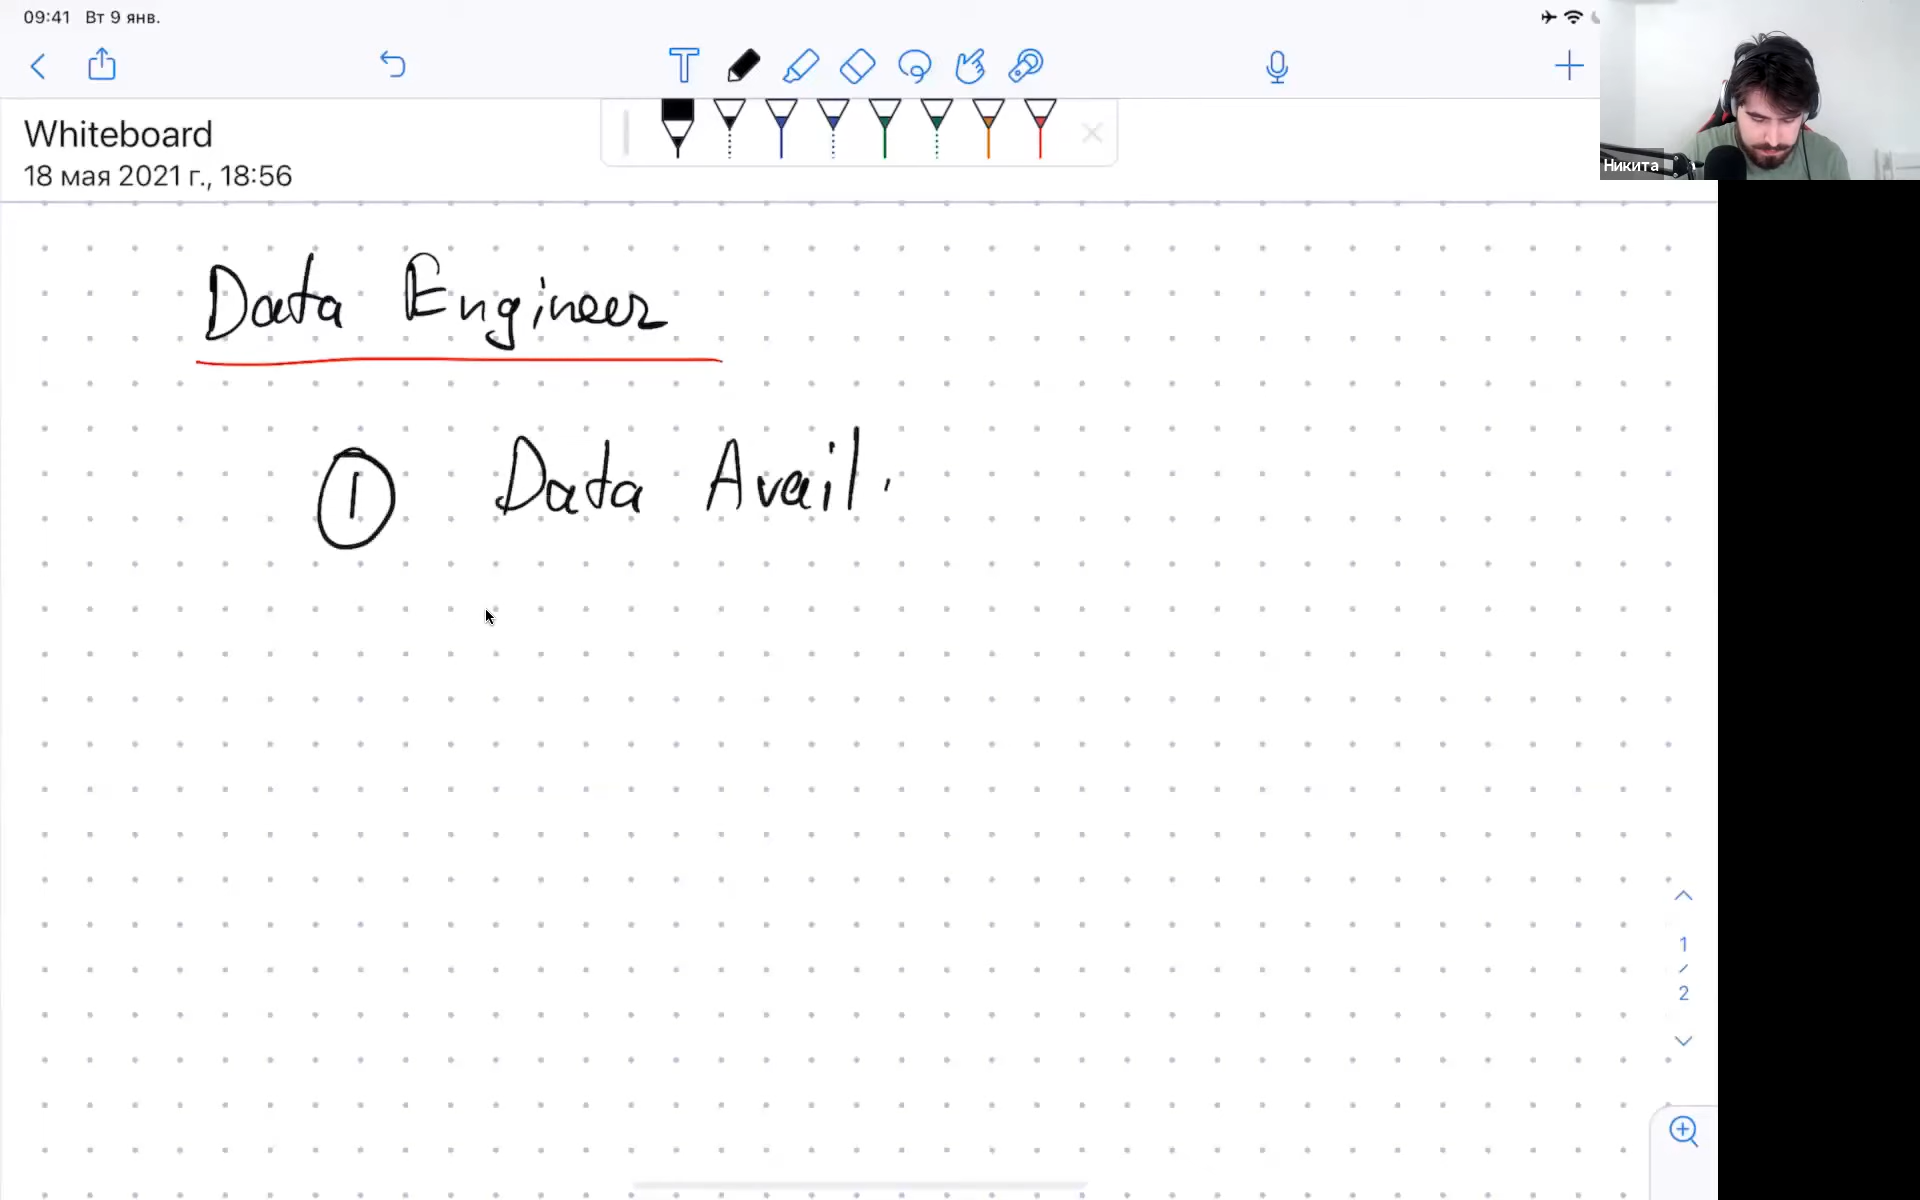 09:41 Вт 9 янв.
Whiteboard
18 мая 2021 г., 18:56
Никита
Data Engineer
1 Data Avail.
1
/
2